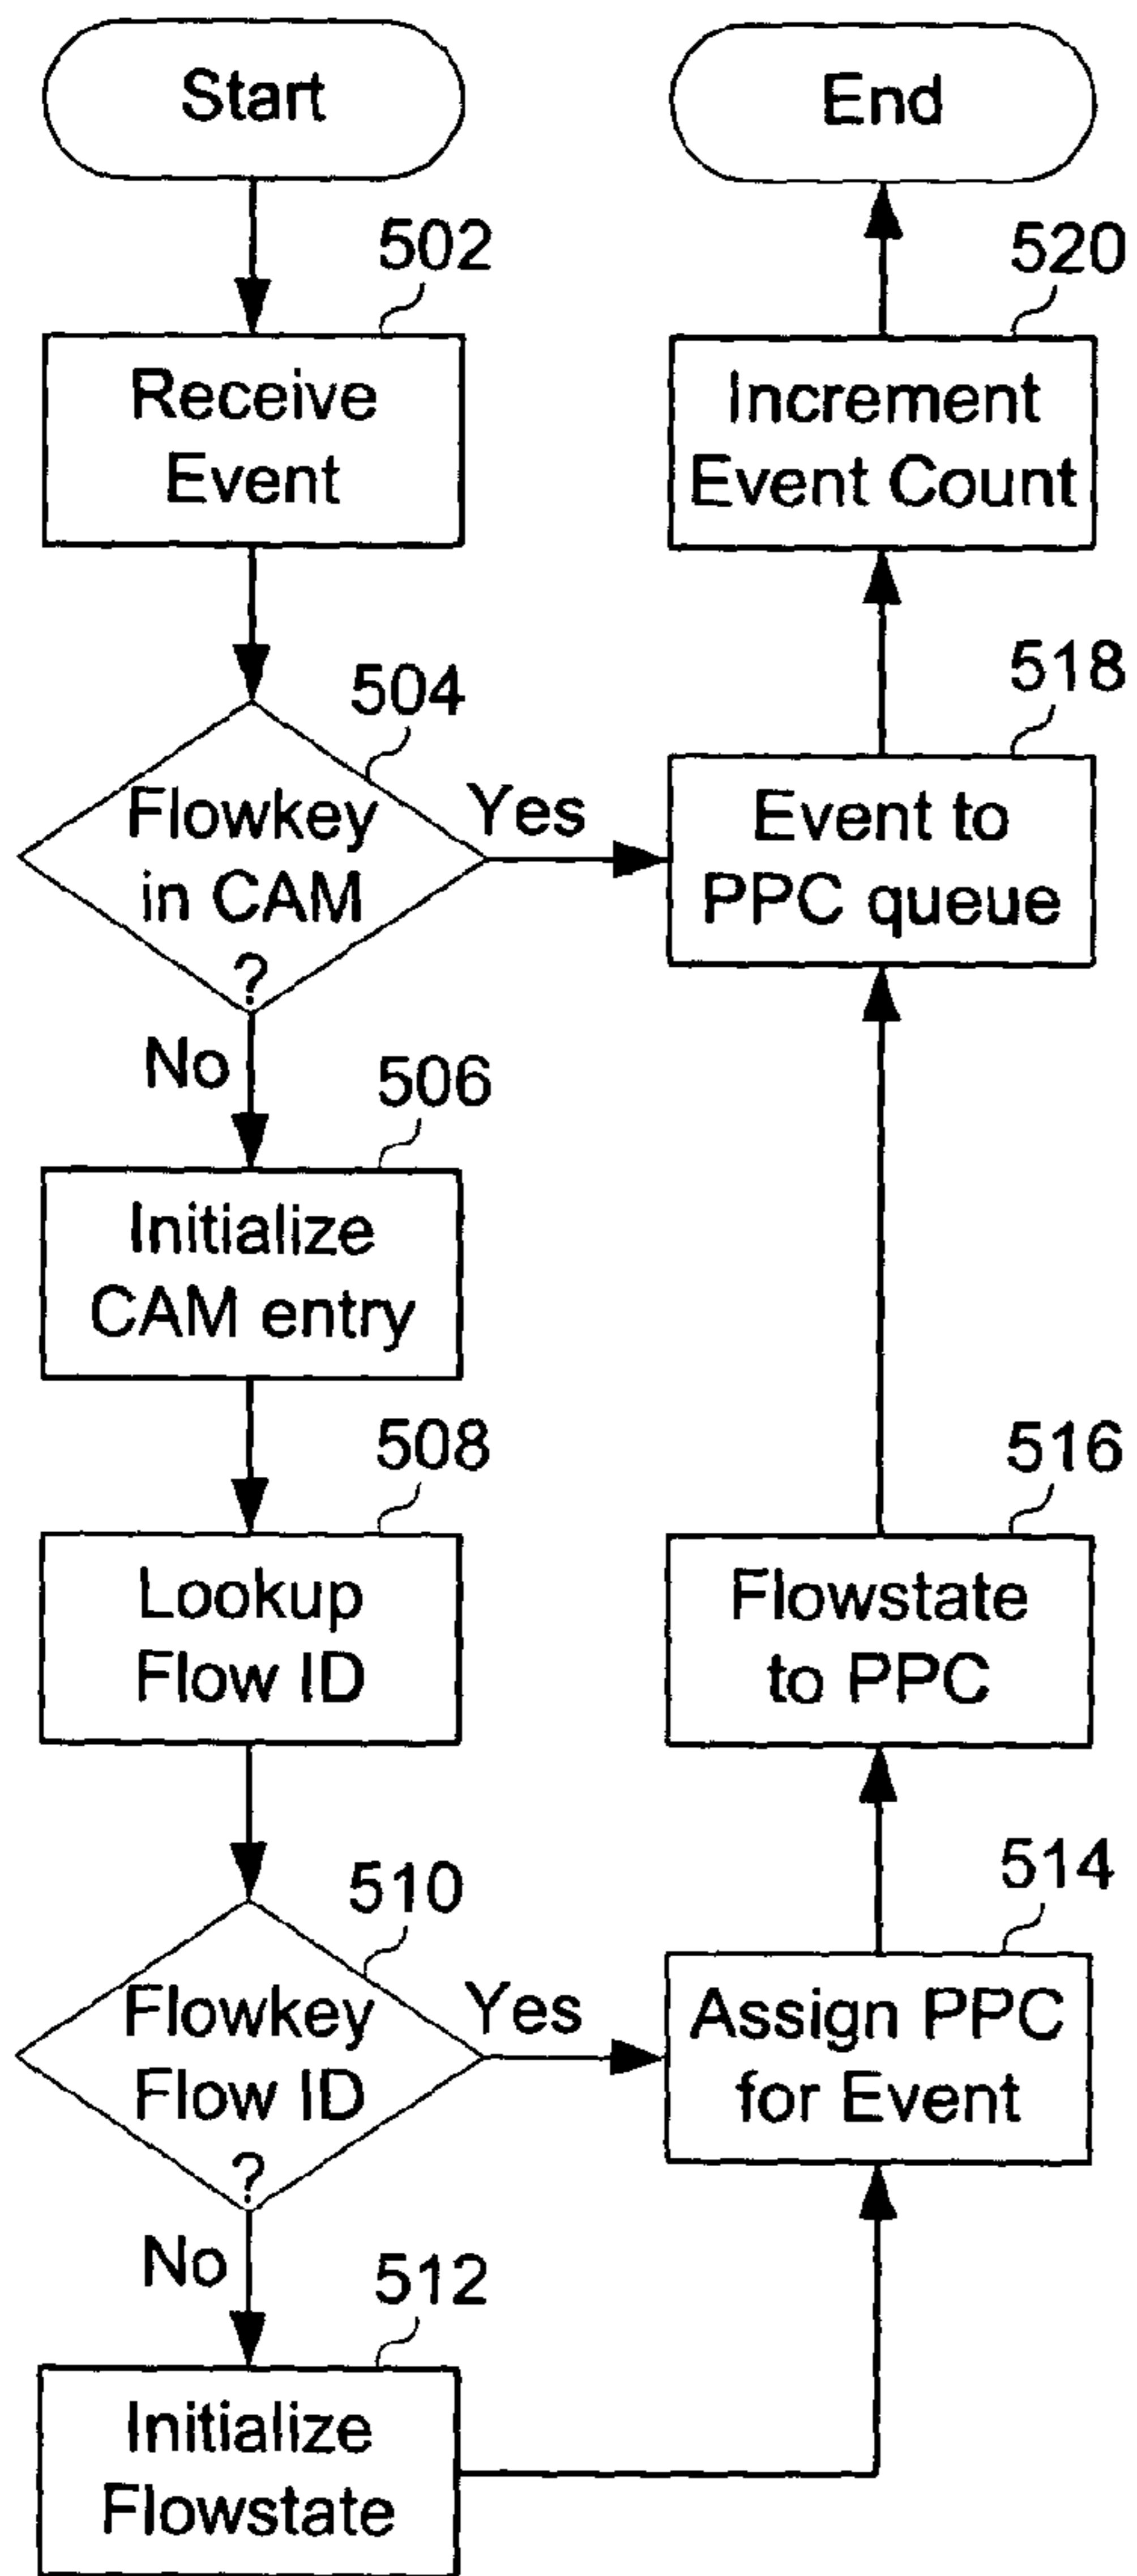 Start
502
Receive
Event
504
Flowkey
in CAM
?
Yes
No
506
Initialize
CAM entry
508
Lookup
Flow ID
510
Flowkey
Flow ID
?
Yes
No
512
Initialize
Flowstate
514
Assign PPC
for Event
516
Flowstate
to PPC
518
Event to
PPC queue
520
Increment
Event Count
End